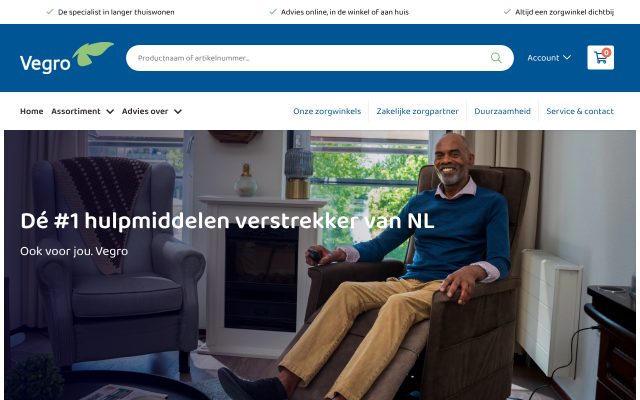 De specialist in langer thuiswonen
Advies online, in de winkel of aan huis
Altijd een zorgwinkel dichtbij
Vegro
Productnaam of artikelnummer...
Account
0
Home
Assortiment
Advies over
Onze zorgwinkels
Zakelijke zorgpartner
Duurzaamheid
Service & contact
Dé #1 hulpmiddelen verstrekker van NL
Ook voor jou. Vegro